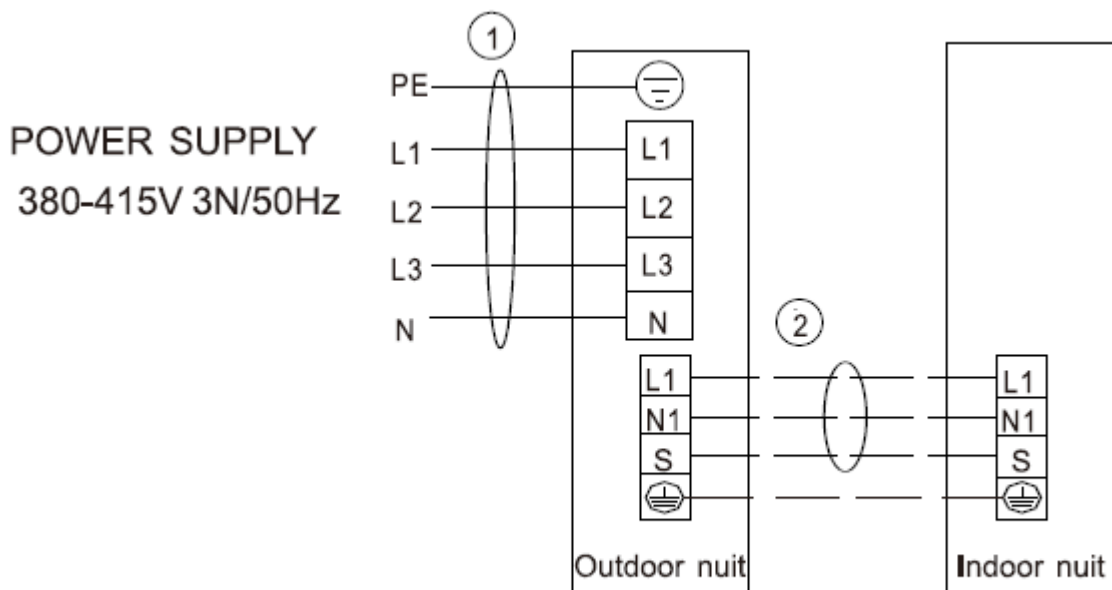 1
PE
POWER SUPPLY
380-415V 3N/50Hz
L1
L1
L2
L2
L3
L3
N
N
2
L1
L1
N1
N1
S
S
Outdoor nuit
Indoor nuit